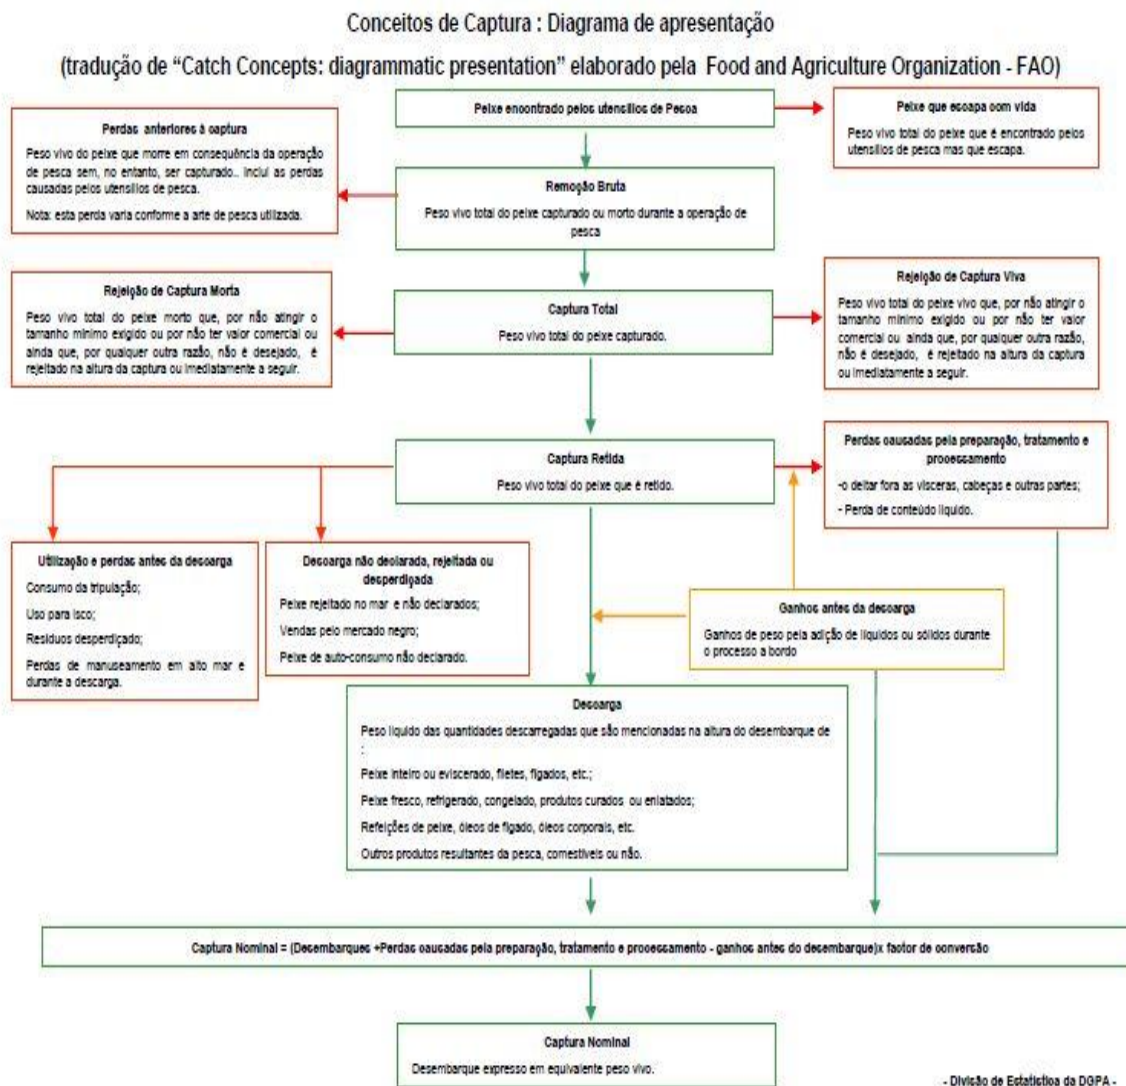 Conceitos de Captura : Diagrama de apresentação
(tradução de “Catch Concepts: diagrammatic presentation” elaborado pela Food and Agriculture Organization - FAO)
Peixe encontrado pelos utensílios de Pesca
Peixe que escapa com vida
Peso vivo total do peixe que é encontrado pelos
utensílios de pesca mas que escapa.
Perdas anteriores à captura
Peso vivo do peixe que morre em consequência da operação
de pesca sem, no entanto, ser capturado.. Inclui as perdas
causadas pelos utensílios de pesca.
Nota: esta perda varia conforme a arte de pesca utilizada.
Remoção Bruta
Peso vivo total do peixe capturado ou morto durante a operação de
pesca
Rejeição de Captura Morta
Peso vivo total do peixe morto que, por não atingir o
tamanho mínimo exigido ou por não ter valor comercial ou
ainda que, por qualquer outra razão, não é desejado, é
rejeitado na altura da captura ou imediatamente a seguir.
Captura Total
Peso vivo total do peixe capturado.
Rejeição de Captura Viva
Peso vivo total do peixe vivo que, por não atingir o
tamanho mínimo exigido ou por não ter valor
comercial ou ainda que, por qualquer outra razão,
não é desejado, é rejeitado na altura da captura
ou imediatamente a seguir.
Captura Retida
Peso vivo total do peixe que é retido.
Perdas causadas pela preparação, tratamento e
processamento
-o deitar fora as vísceras, cabeças e outras partes;
- Perda de conteúdo líquido.
Utilização e perdas antes da descarga
Consumo da tripulação;
Uso para isco;
Resíduos desperdiçado;
Perdas de manuseamento em alto mar e
durante a descarga.
Descarga não declarada, rejeitada ou
desperdiçada
Peixe rejeitado no mar e não declarados;
Vendas pelo mercado negro;
Peixe de auto-consumo não declarado.
Ganhos antes da descarga
Ganhos de peso pela adição de líquidos ou sólidos durante
o processo a bordo
Descarga
Peso líquido das quantidades descarregadas que são mencionadas na altura do desembarque de
:
Peixe inteiro ou eviscerado, filetes, fígados, etc.;
Peixe fresco, refrigerado, congelado, produtos curados ou enlatados;
Refeições de peixe, óleos de fígado, óleos corporais, etc.
Outros produtos resultantes da pesca, comestíveis ou não.
Captura Nominal = (Desembarques +Perdas causadas pela preparação, tratamento e processamento - ganhos antes do desembarque)x factor de conversão
Captura Nominal
Desembarque expresso em equivalente peso vivo.
- Divisão de Estatística da DGPA -